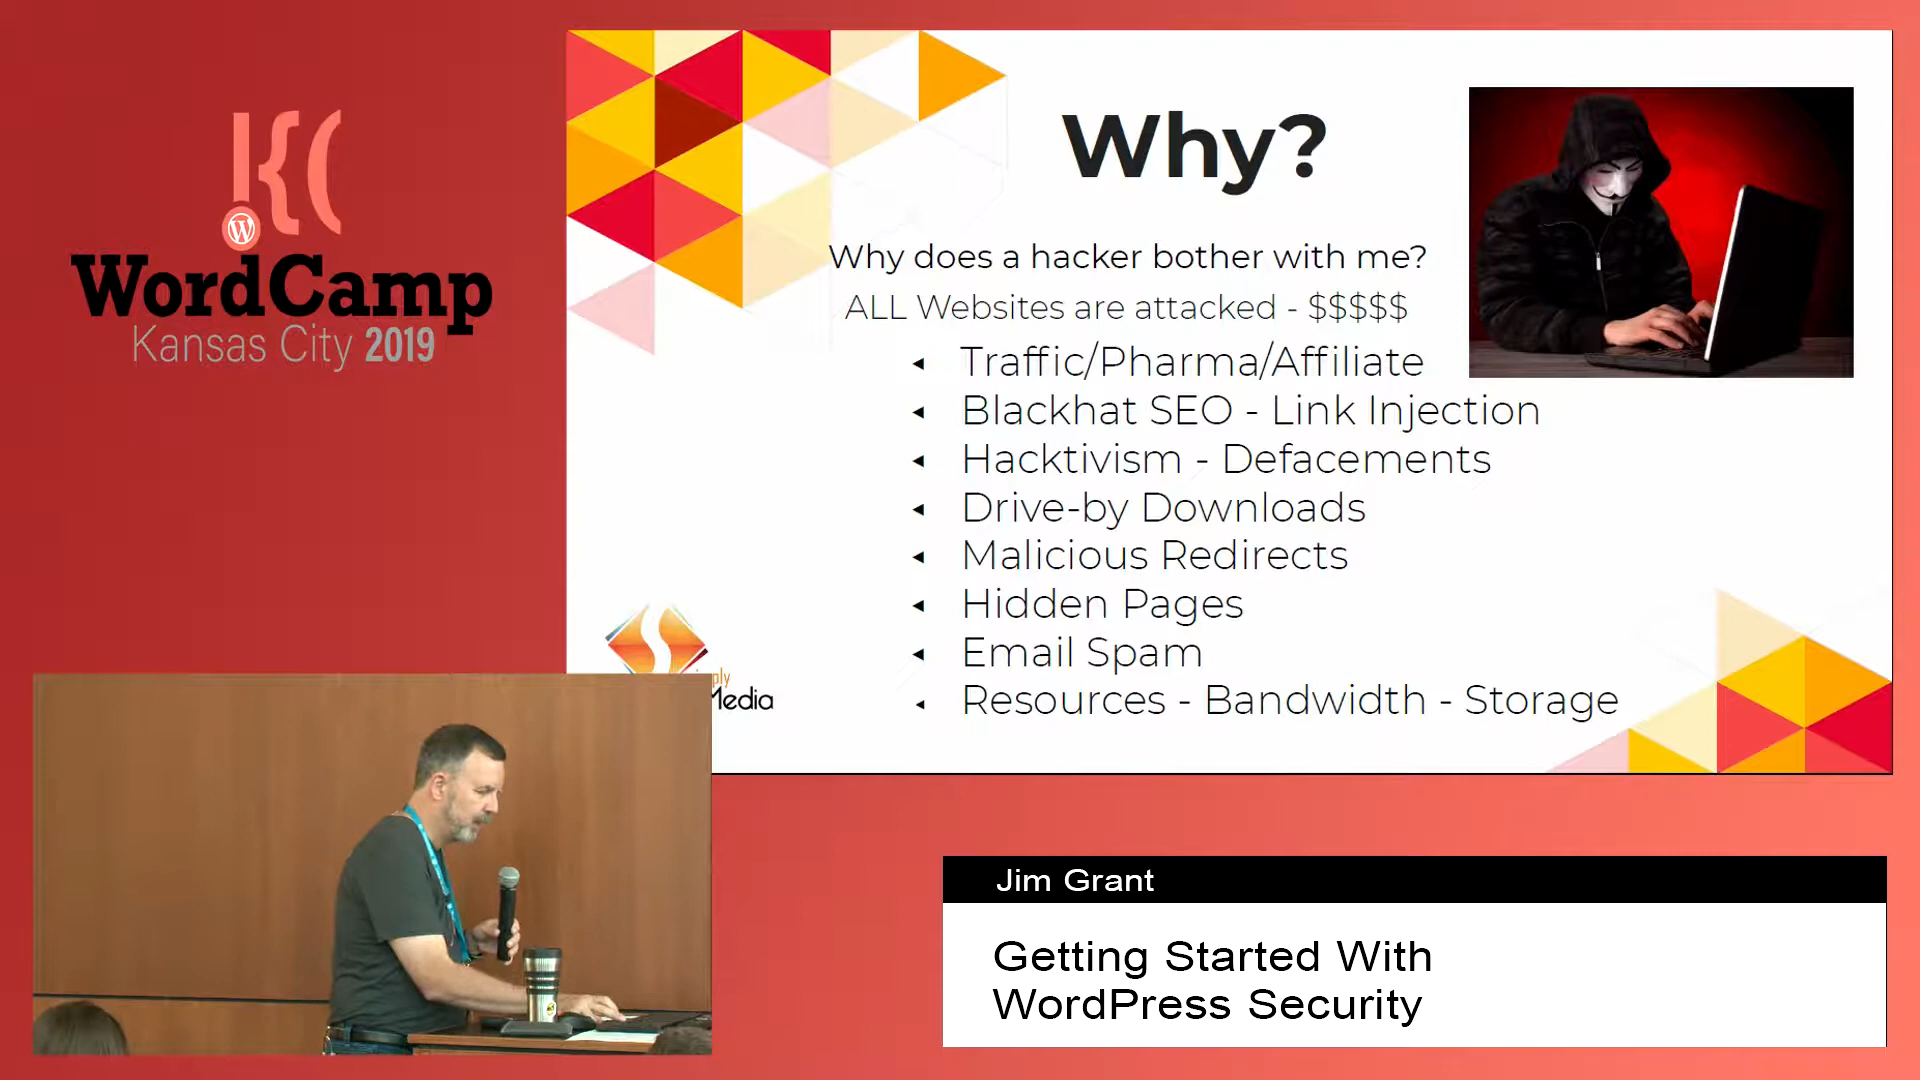 K(
WordCamp
Kansas City 2019
Why?
Why does a hacker bother with me?
ALL Websites are attacked - $$$$$
Traffic/Pharma/Affiliate
Blackhat SEO - Link Injection
Hacktivism - Defacements
Drive-by Downloads
Malicious Redirects
Hidden Pages
Email Spam
Resources - Bandwidth - Storage
ply
Media
Jim Grant
Getting Started With
WordPress Security